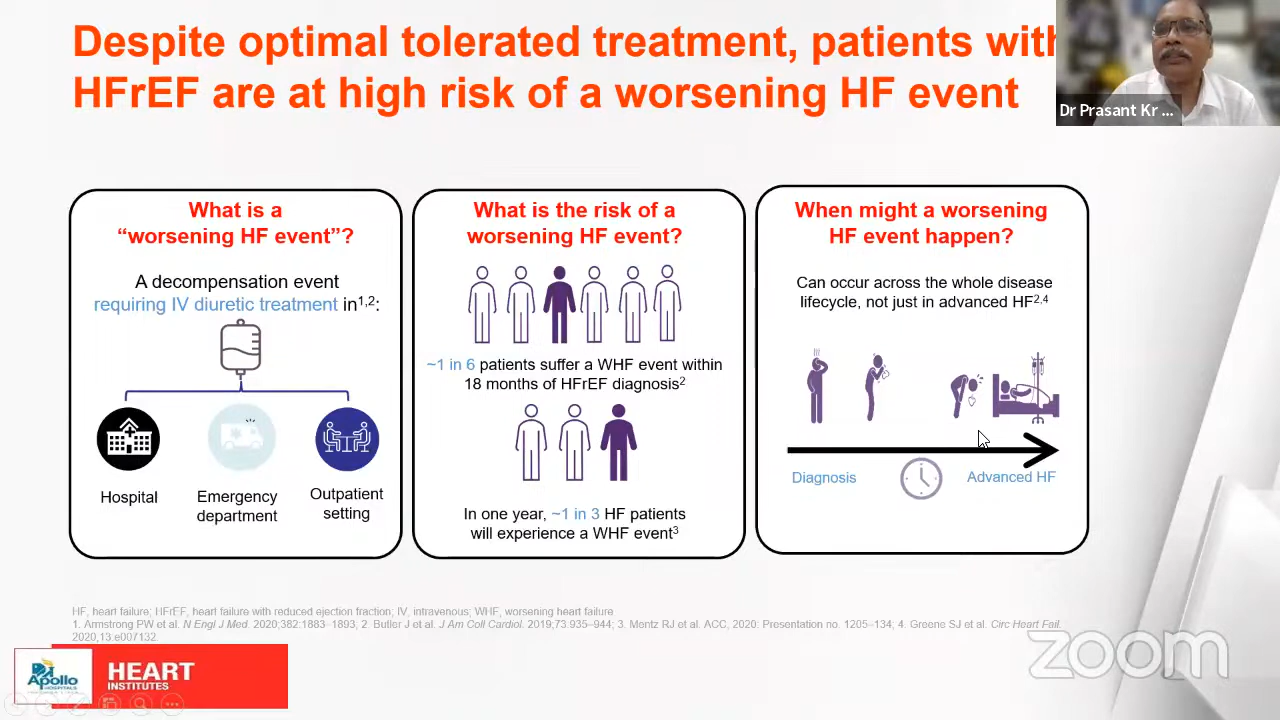 Despite optimal tolerated treatment, patients with
HFrEF are at high risk of a worsening HF event
Dr Prasant Kr ...
What is a
“worsening HF event”?
A decompensation event
requiring IV diuretic treatment in1,2:
Hospital
Emergency
department
Outpatient
setting
What is the risk of a
worsening HF event?
~1 in 6 patients suffer a WHF event within
18 months of HFrEF diagnosis2
In one year, ~1 in 3 HF patients
will experience a WHF event3
When might a worsening
HF event happen?
Can occur across the whole disease
lifecycle, not just in advanced HF2,4
Diagnosis
Advanced HF
HF, heart failure; HFrEF, heart failure with reduced ejection fraction; IV, intravenous; WHF, worsening heart failure
1. Armstrong PW et al. N Engl J Med. 2020;382:1883–1893; 2. Butler J et al. J Am Coll Cardiol. 2019;73:935–944; 3. Mentz RJ et al. ACC, 2020: Presentation no. 1205–134; 4. Greene SJ et al. Circ Heart Fail.
2020;13:e007132
Apollo
HOSPITALS
HEART
INSTITUTES
zoom